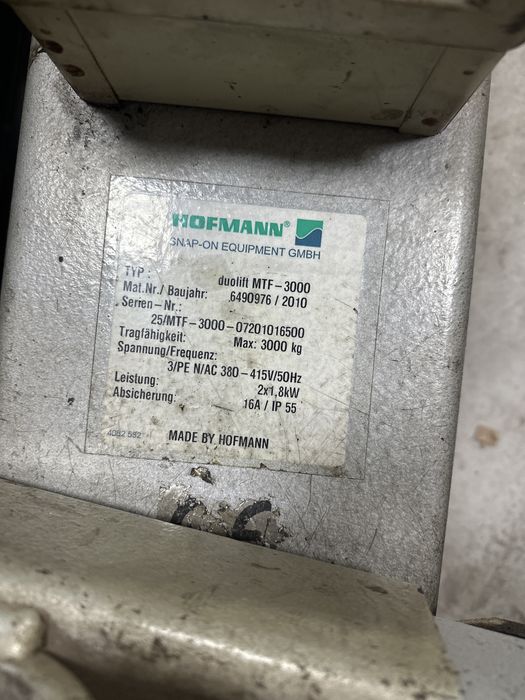 HOFMANN®
SNAP-ON EQUIPMENT GMBH
TYP : duolift MTF-3000
Mat.Nr./ Baujahr: 6490976 / 2010
Serien-Nr.:
25/MTF-3000-07201016500
Tragfähigkeit: Max: 3000 kg
Spannung/Frequenz:
3/PE N/AC 380-415V/50Hz
Leistung: 2x1,8kW
Absicherung: 16A / IP 55
4082 552
MADE BY HOFMANN